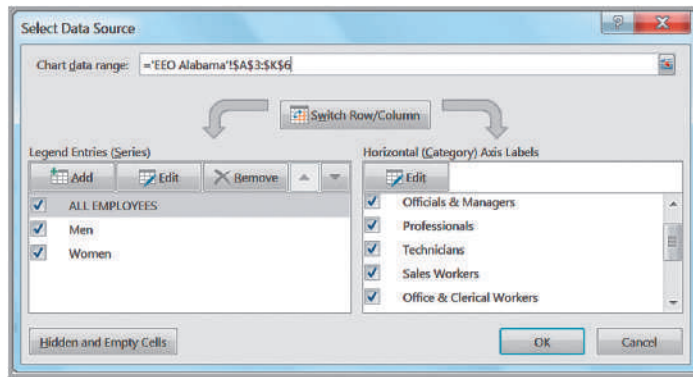 Select Data Source
Chart data range: ='EEO Alabama'!$A$3:$K$6
Switch Row/Column
Legend Entries (Series)
Add Edit Remove
ALL EMPLOYEES
Men
Women
Horizontal (Category) Axis Labels
Edit
Officials & Managers
Professionals
Technicians
Sales Workers
Office & Clerical Workers
Hidden and Empty Cells
OK
Cancel